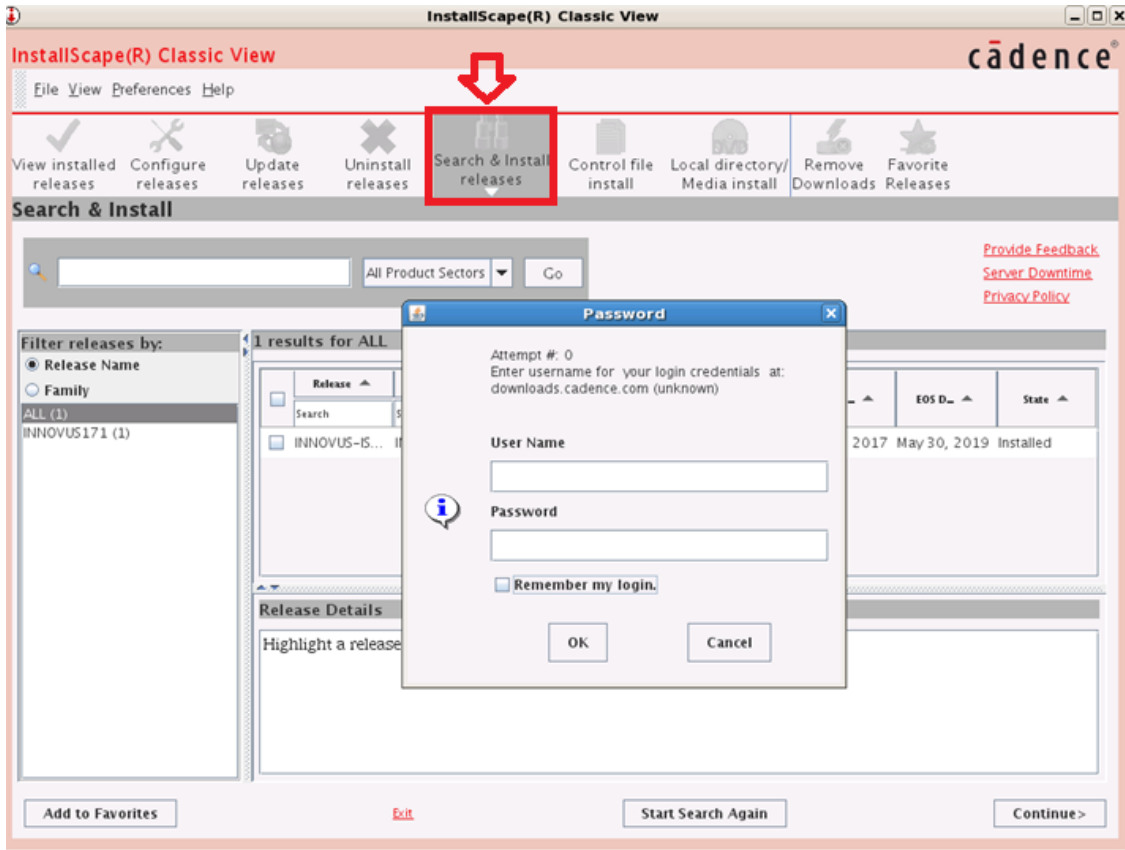 InstallScape(R) Classic View
InstallScape(R) Classic View
cādence®
File View Preferences Help
View installed releases
Configure releases
Update releases
Uninstall releases
Search & Install releases
Control file install
Local directory/ Media install
Remove Downloads
Favorite Releases
Search & Install
All Product Sectors
Go
Provide Feedback
Server Downtime
Privacy Policy
Filter releases by:
Release Name
Family
ALL (1)
INNOVUS171 (1)
1 results for ALL
Release
Search
EOS D...
State
INNOVUS-IS...
2017 May 30, 2019 Installed
Password
Attempt #: 0
Enter username for your login credentials at:
downloads.cadence.com (unknown)
User Name
Password
Remember my login.
OK
Cancel
Release Details
Highlight a release
Add to Favorites
Exit
Start Search Again
Continue>